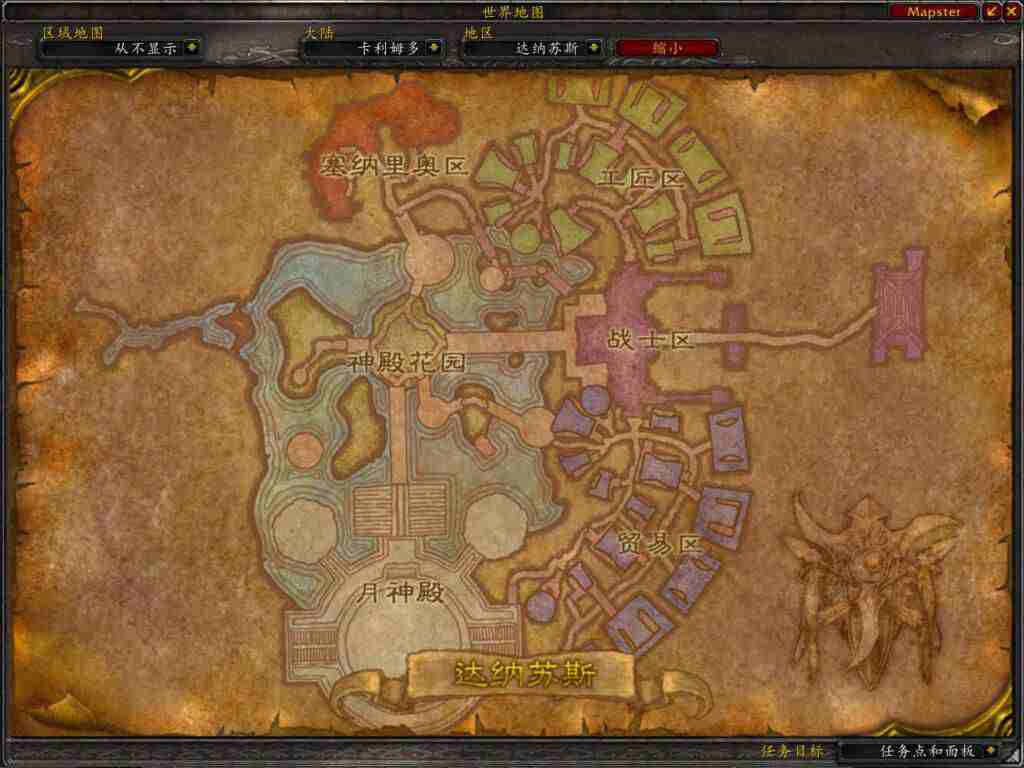 世界地图
Mapster
区域地图
大陆
地区
从不显示
卡利姆多
达纳苏斯
缩小
塞纳里奥区
工匠区
战士区
神殿花园
贸易区
月神殿
达纳苏斯
任务目标
任务点和面板